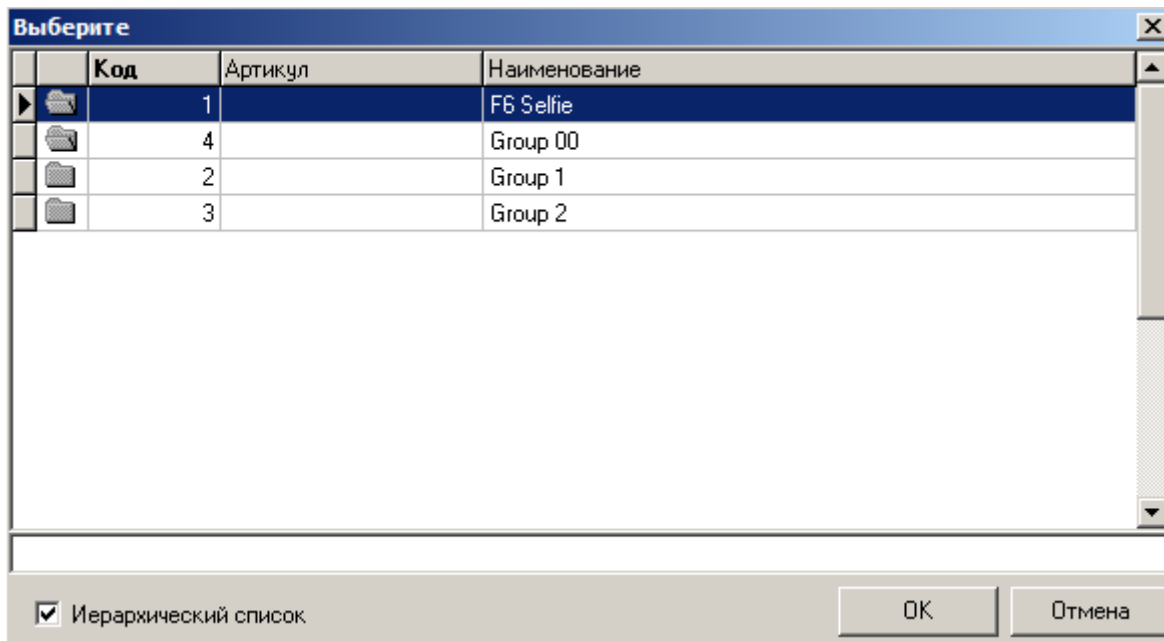 Выберите
Код Артикул Наименование
1 F6 Selfie
4 Group 00
2 Group 1
3 Group 2
Иерархический список OK Отмена